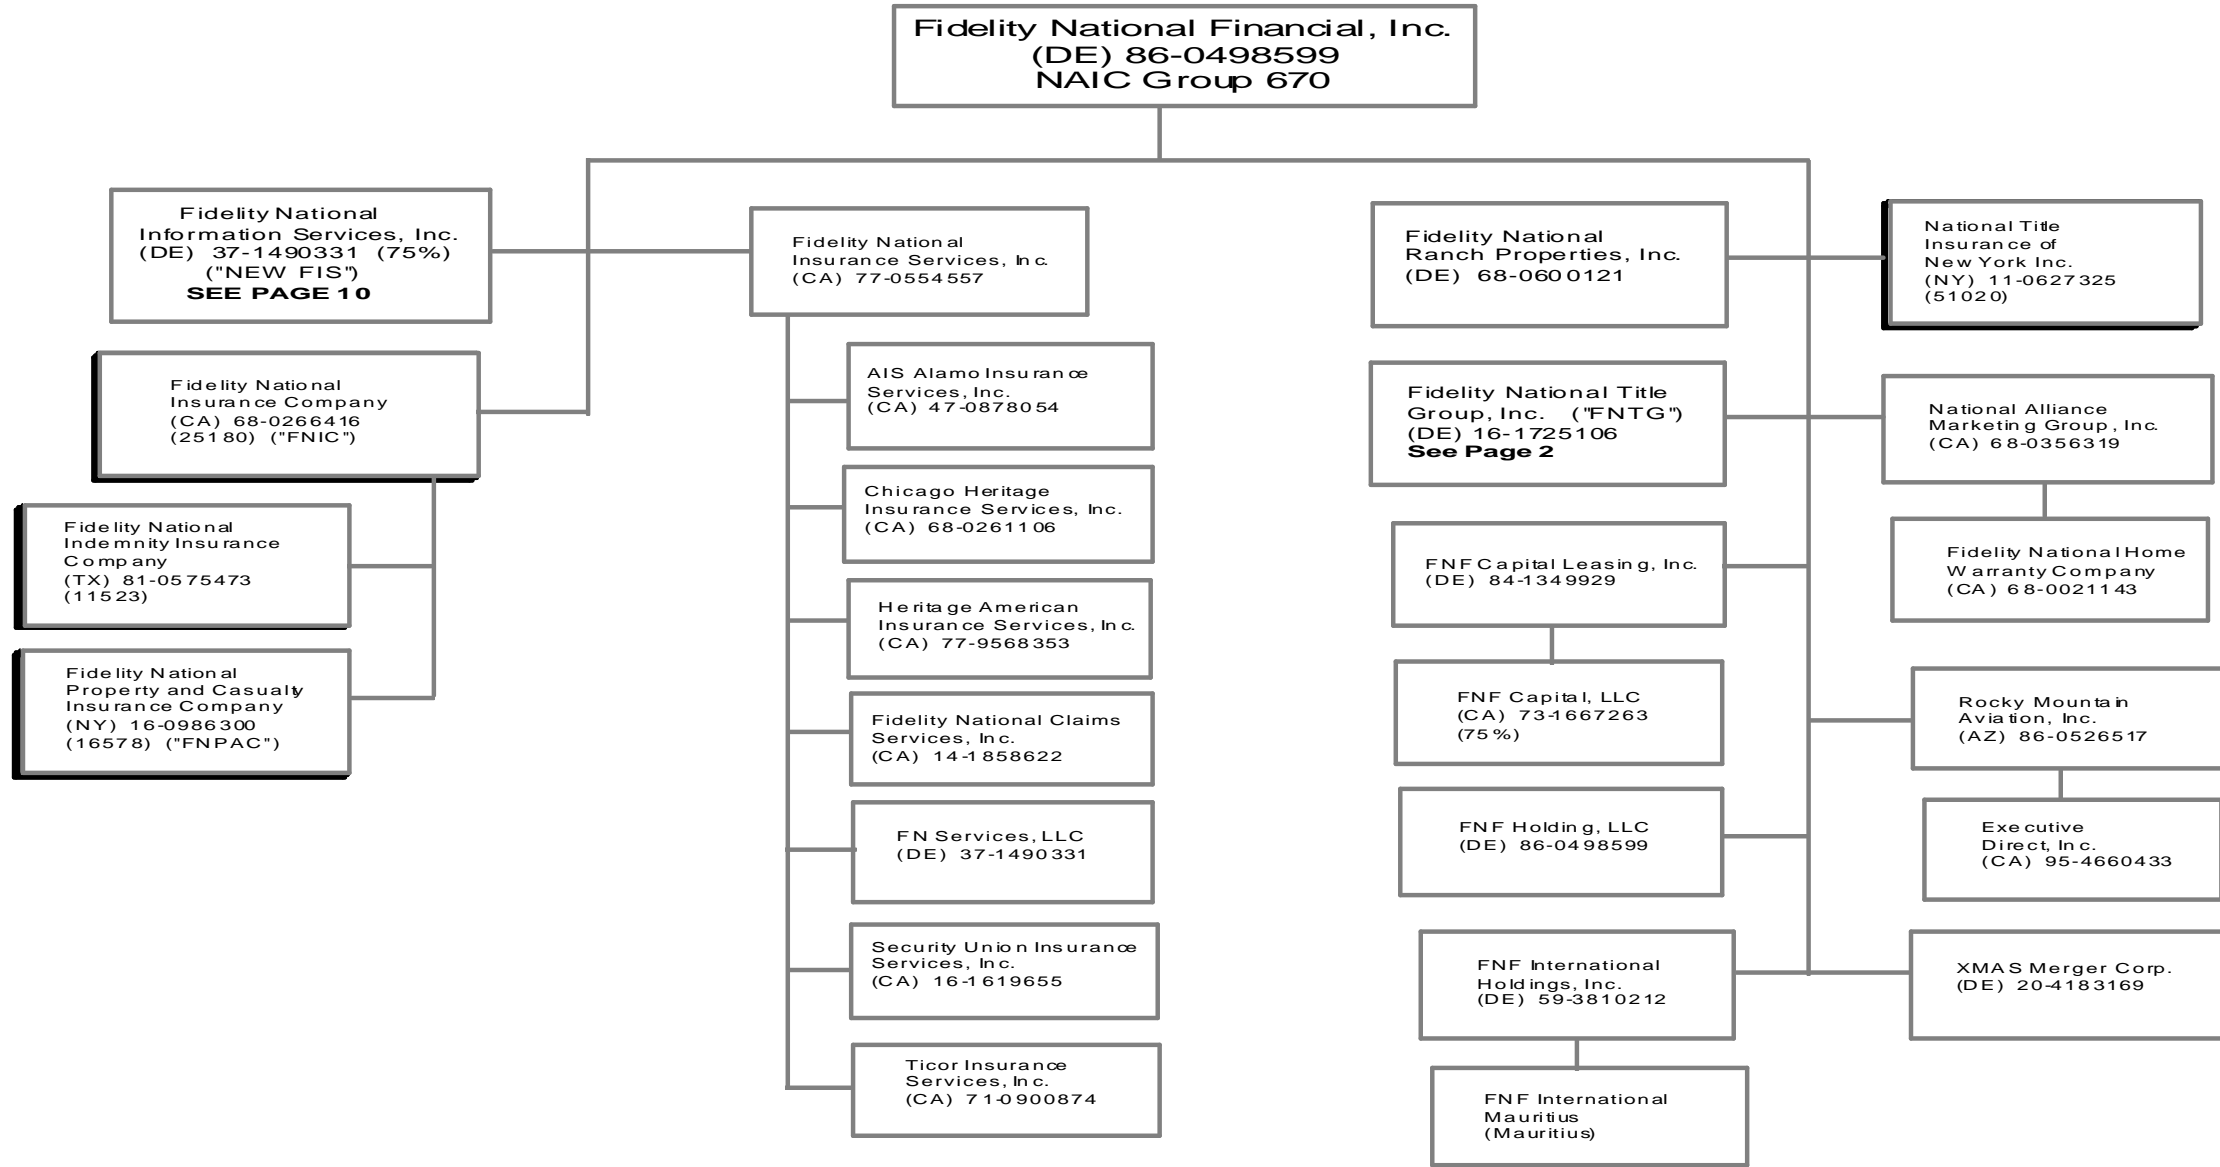 Fidelity National Financial, Inc.
(DE) 86-0498599
NAIC Group 670
Fidelity National
Information Services, Inc.
(DE) 37-1490331 (75%)
("NEW FIS")
SEE PAGE 10
Fidelity National
Insurance Services, Inc.
(CA) 77-0554557
Fidelity National
Ranch Properties, Inc.
(DE) 68-0600121
National Title
Insurance of
New York Inc.
(NY) 11-0627325
(51020)
Fidelity National
Insurance Company
(CA) 68-0266416
(25180) ("FNIC")
Fidelity National
Indemnity Insurance
Company
(TX) 81-0575473
(11523)
Fidelity National
Property and Casualty
Insurance Company
(NY) 16-0986300
(16578) ("FNPAC")
AIS Alamo Insurance
Services, Inc.
(CA) 47-0878054
Chicago Heritage
Insurance Services, Inc.
(CA) 68-0261106
Heritage American
Insurance Services, Inc.
(CA) 77-9568353
Fidelity National Claims
Services, Inc.
(CA) 14-1858622
FN Services, LLC
(DE) 37-1490331
Security Union Insurance
Services, Inc.
(CA) 16-1619655
Ticor Insurance
Services, Inc.
(CA) 71-0900874
Fidelity National Title
Group, Inc. ("FNTG")
(DE) 16-1725106
See Page 2
FNF Capital Leasing, Inc.
(DE) 84-1349929
FNF Capital, LLC
(CA) 73-1667263
(75%)
FNF Holding, LLC
(DE) 86-0498599
FNF International
Holdings, Inc.
(DE) 59-3810212
FNF International
Mauritius
(Mauritius)
National Alliance
Marketing Group, Inc.
(CA) 68-0356319
Fidelity National Home
Warranty Company
(CA) 68-0021143
Rocky Mountain
Aviation, Inc.
(AZ) 86-0526517
Executive
Direct, Inc.
(CA) 95-4660433
XMAS Merger Corp.
(DE) 20-4183169